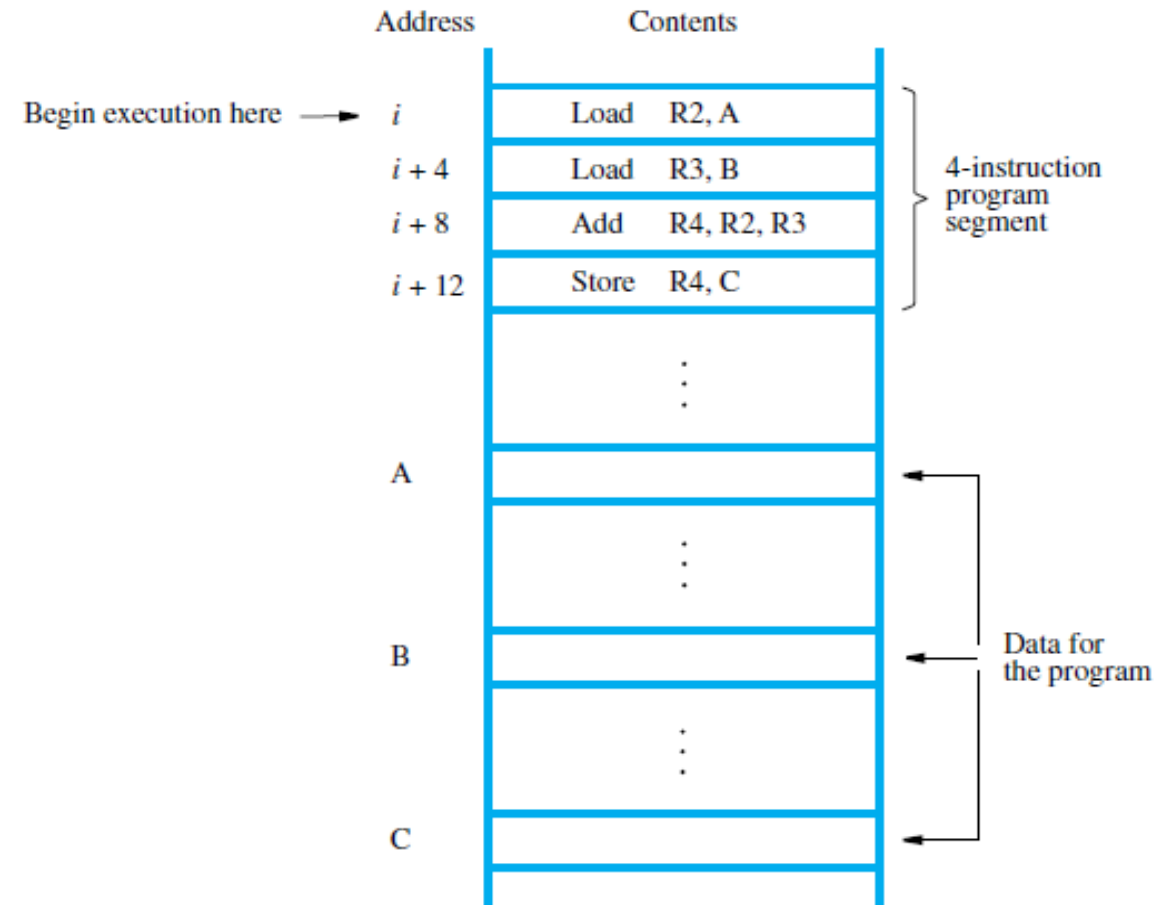 Address Contents
Begin execution here i Load R2, A
i + 4 Load R3, B
i + 8 Add R4, R2, R3
i + 12 Store R4, C
4-instruction
program
segment
A
B
C
Data for
the program